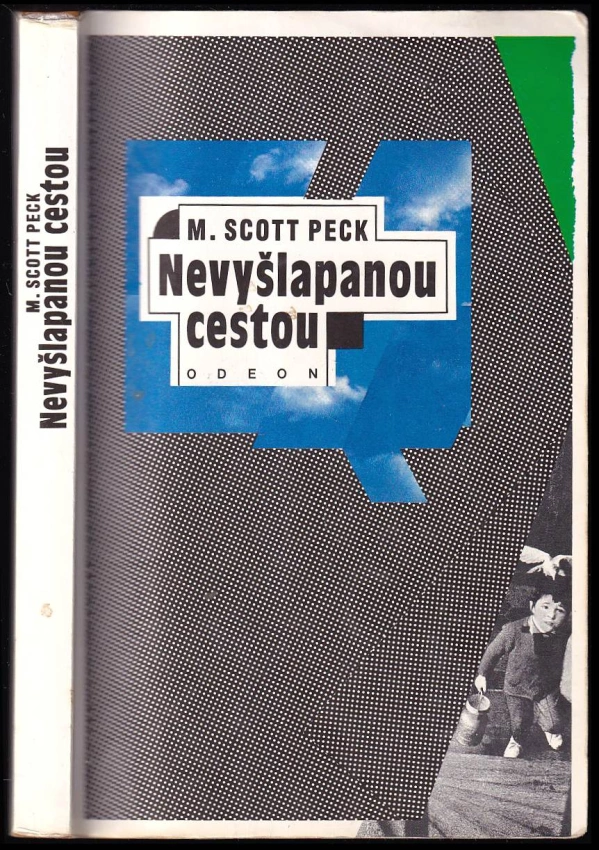 M. SCOTT PECK
Nevyšlapanou cestou
M. SCOTT PECK
Nevyšlapanou
cestou
ODEON